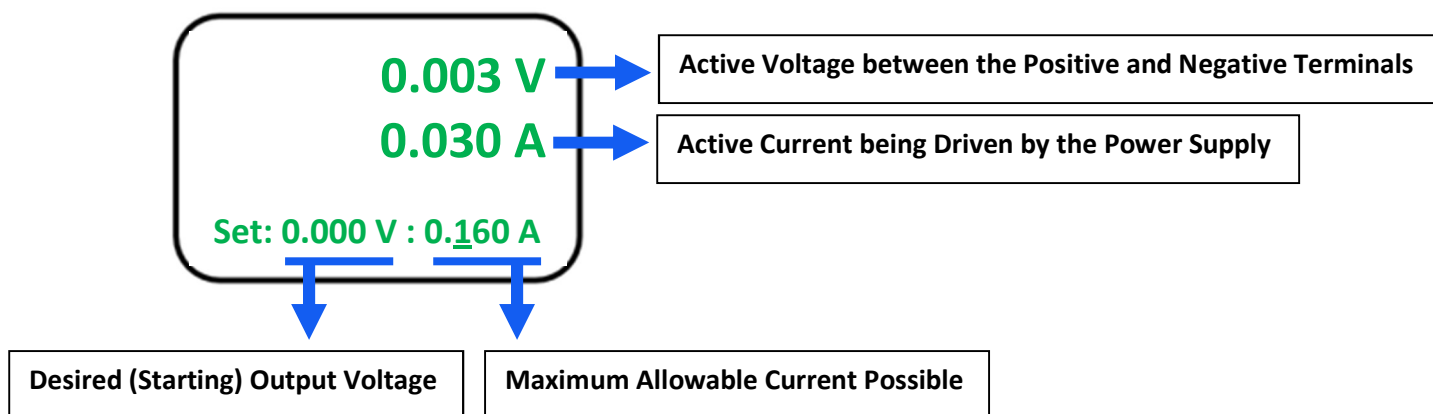 0.003 V
Active Voltage between the Positive and Negative Terminals
0.030 A
Active Current being Driven by the Power Supply
Set: 0.000 V : 0.160 A
Desired (Starting) Output Voltage
Maximum Allowable Current Possible